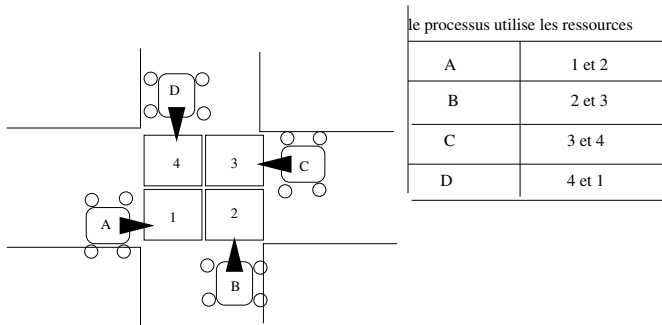 le processus utilise les ressources
A 1 et 2
B 2 et 3
C 3 et 4
D 4 et 1
D
4 3
C
A 1 2
B